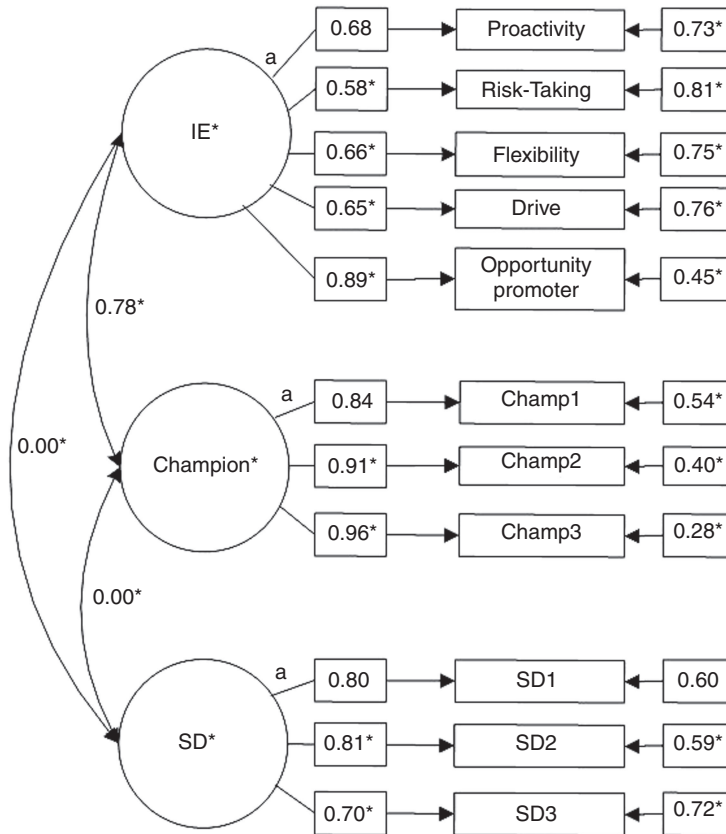 a
0.68
Proactivity
0.73*
0.58*
Risk-Taking
0.81*
IE*
0.66*
Flexibility
0.75*
0.65*
Drive
0.76*
0.89*
Opportunity
promoter
0.45*
0.78*
a
0.84
Champ1
0.54*
0.00*
Champion*
0.91*
Champ2
0.40*
0.96*
Champ3
0.28*
0.00*
a
0.80
SD1
0.60
SD*
0.81*
SD2
0.59*
0.70*
SD3
0.72*